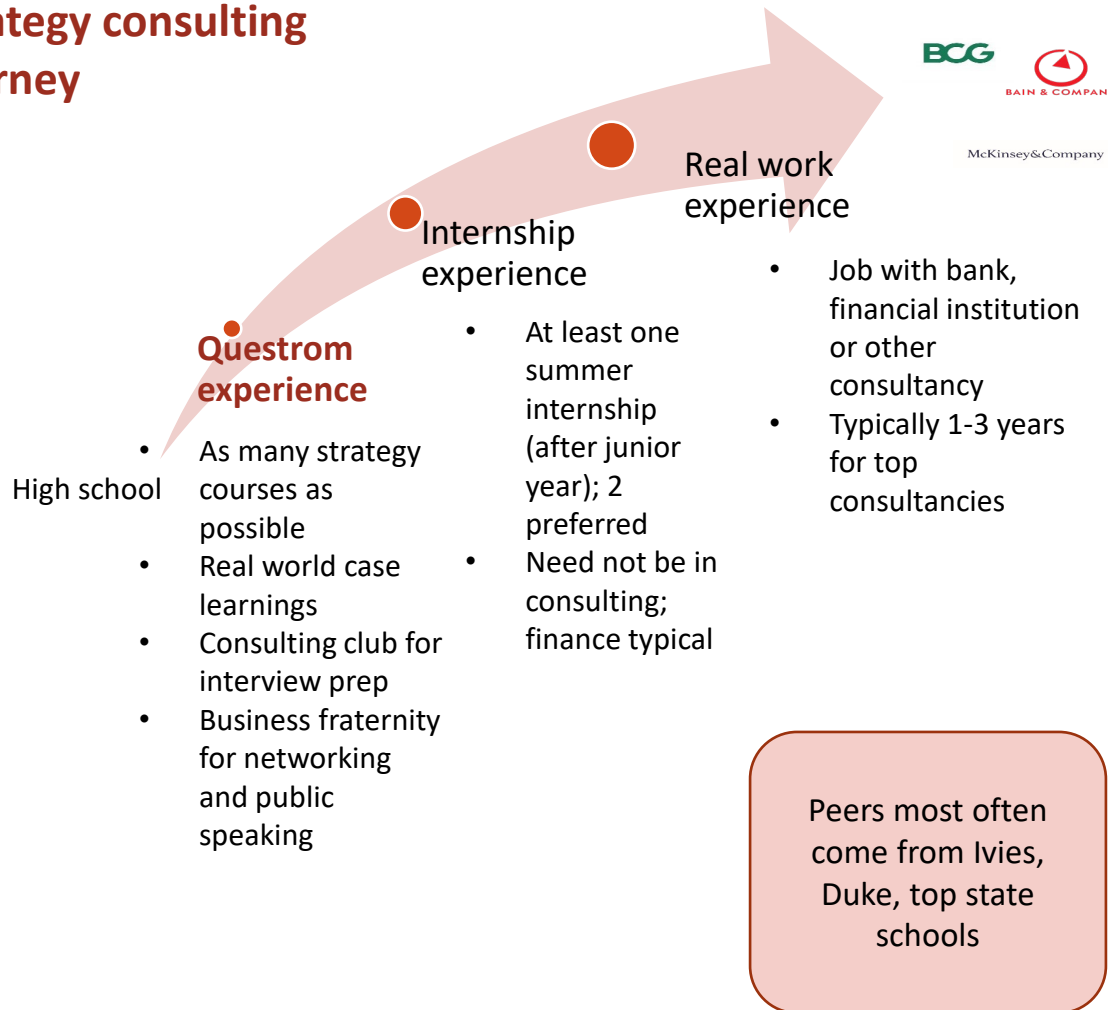 ategy consulting
rney
BCG
BAIN & COMPAN
McKinsey&Company
Real work
experience
Internship
experience
Questrom
experience
High school
• As many strategy
courses as
possible
• Real world case
learnings
• Consulting club for
interview prep
• Business fraternity
for networking
and public
speaking
• At least one
summer
internship
(after junior
year); 2
preferred
• Need not be in
consulting;
finance typical
• Job with bank,
financial institution
or other
consultancy
• Typically 1-3 years
for top
consultancies
Peers most often
come from Ivies,
Duke, top state
schools